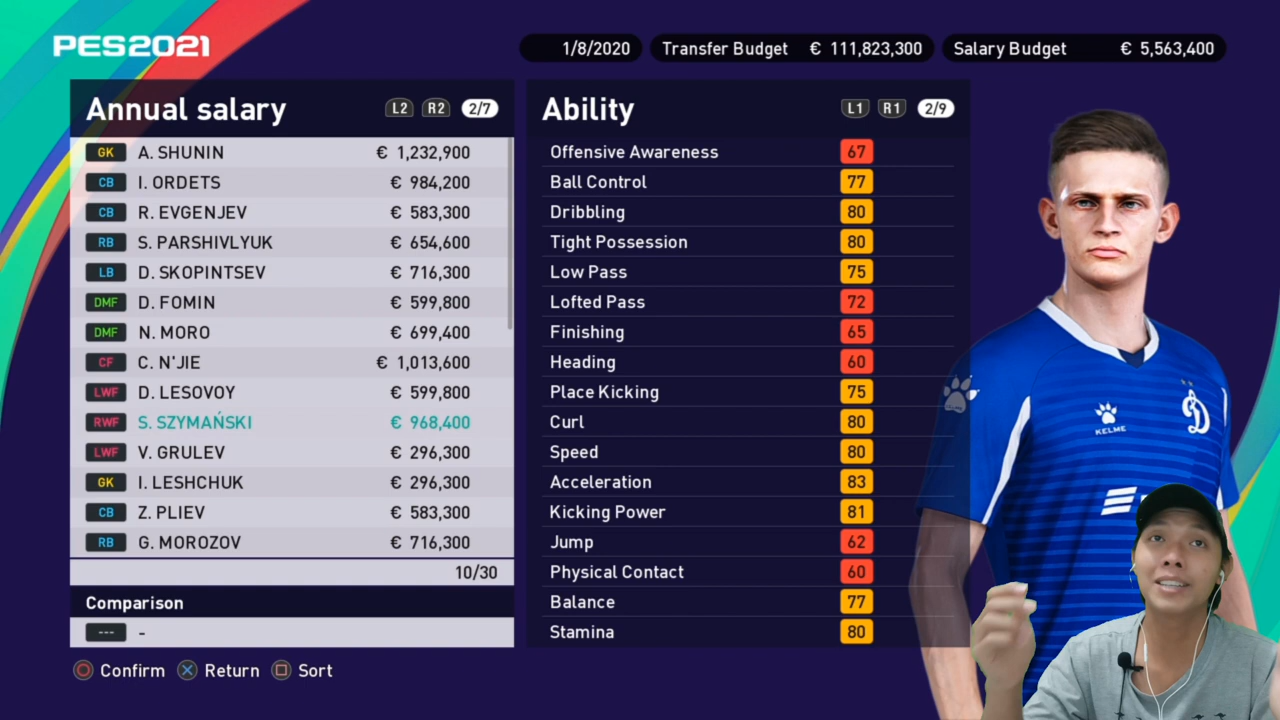 PES2021
1/8/2020 Transfer Budget € 111,823,300 Salary Budget € 5,563,400
Annual salary L2 R2 2/7
GK A. SHUNIN € 1,232,900
CB I. ORDETS € 984,200
CB R. EVGENJEV € 583,300
RB S. PARSHIVLYUK € 654,600
LB D. SKOPINTSEV € 716,300
DMF D. FOMIN € 599,800
DMF N. MORO € 699,400
CF C. N'JIE € 1,013,600
LWF D. LESOVOY € 599,800
RWF S. SZYMAŃSKI € 968,400
LWF V. GRULEV € 296,300
GK I. LESHCHUK € 296,300
CB Z. PLIEV € 583,300
RB G. MOROZOV € 716,300
10/30
Comparison
--- -
Confirm Return Sort
Ability L1 R1 2/9
Offensive Awareness 67
Ball Control 77
Dribbling 80
Tight Possession 80
Low Pass 75
Lofted Pass 72
Finishing 65
Heading 60
Place Kicking 75
Curl 80
Speed 80
Acceleration 83
Kicking Power 81
Jump 62
Physical Contact 60
Balance 77
Stamina 80
KELME